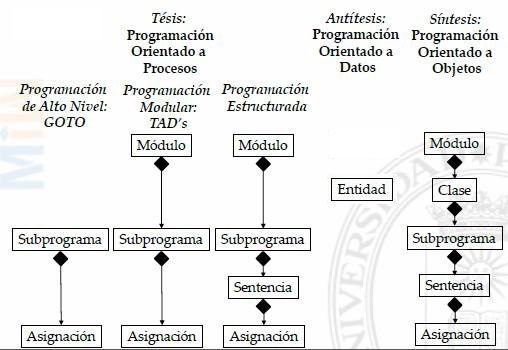 Tésis:
Programación
Orientado a
Procesos
Antítesis:
Programación
Orientado a
Datos
Síntesis:
Programación
Orientado a
Objetos
Programación
de Alto Nivel:
GOTO
Programación
Modular:
TAD's
Programación
Estructurada
Módulo
Módulo
Módulo
Entidad
Clase
Subprograma
Subprograma
Subprograma
Subprograma
Sentencia
Sentencia
Asignación
Asignación
Asignación
Asignación